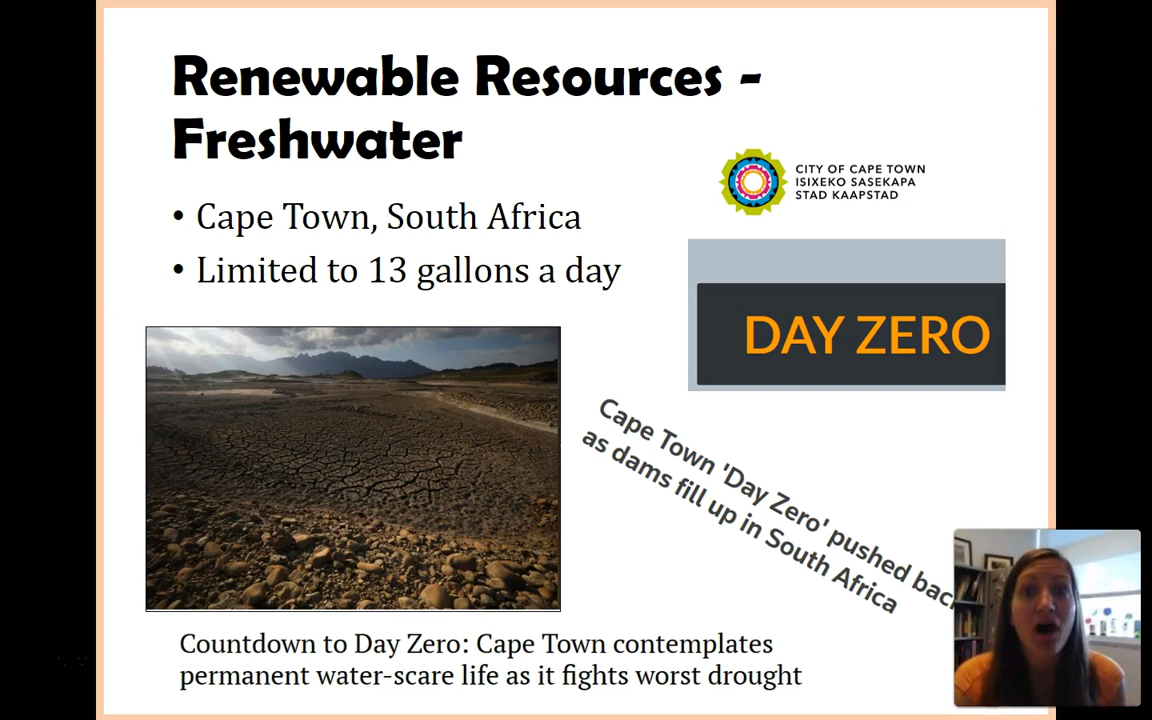 Renewable Resources -
Freshwater
CITY OF CAPE TOWN
ISIXEKO SASEKAPA
STAD KAAPSTAD
• Cape Town, South Africa
• Limited to 13 gallons a day
DAY ZERO
Cape Town 'Day Zero' pushed bac
as dams fill up in South Africa
Countdown to Day Zero: Cape Town contemplates
permanent water-scare life as it fights worst drought